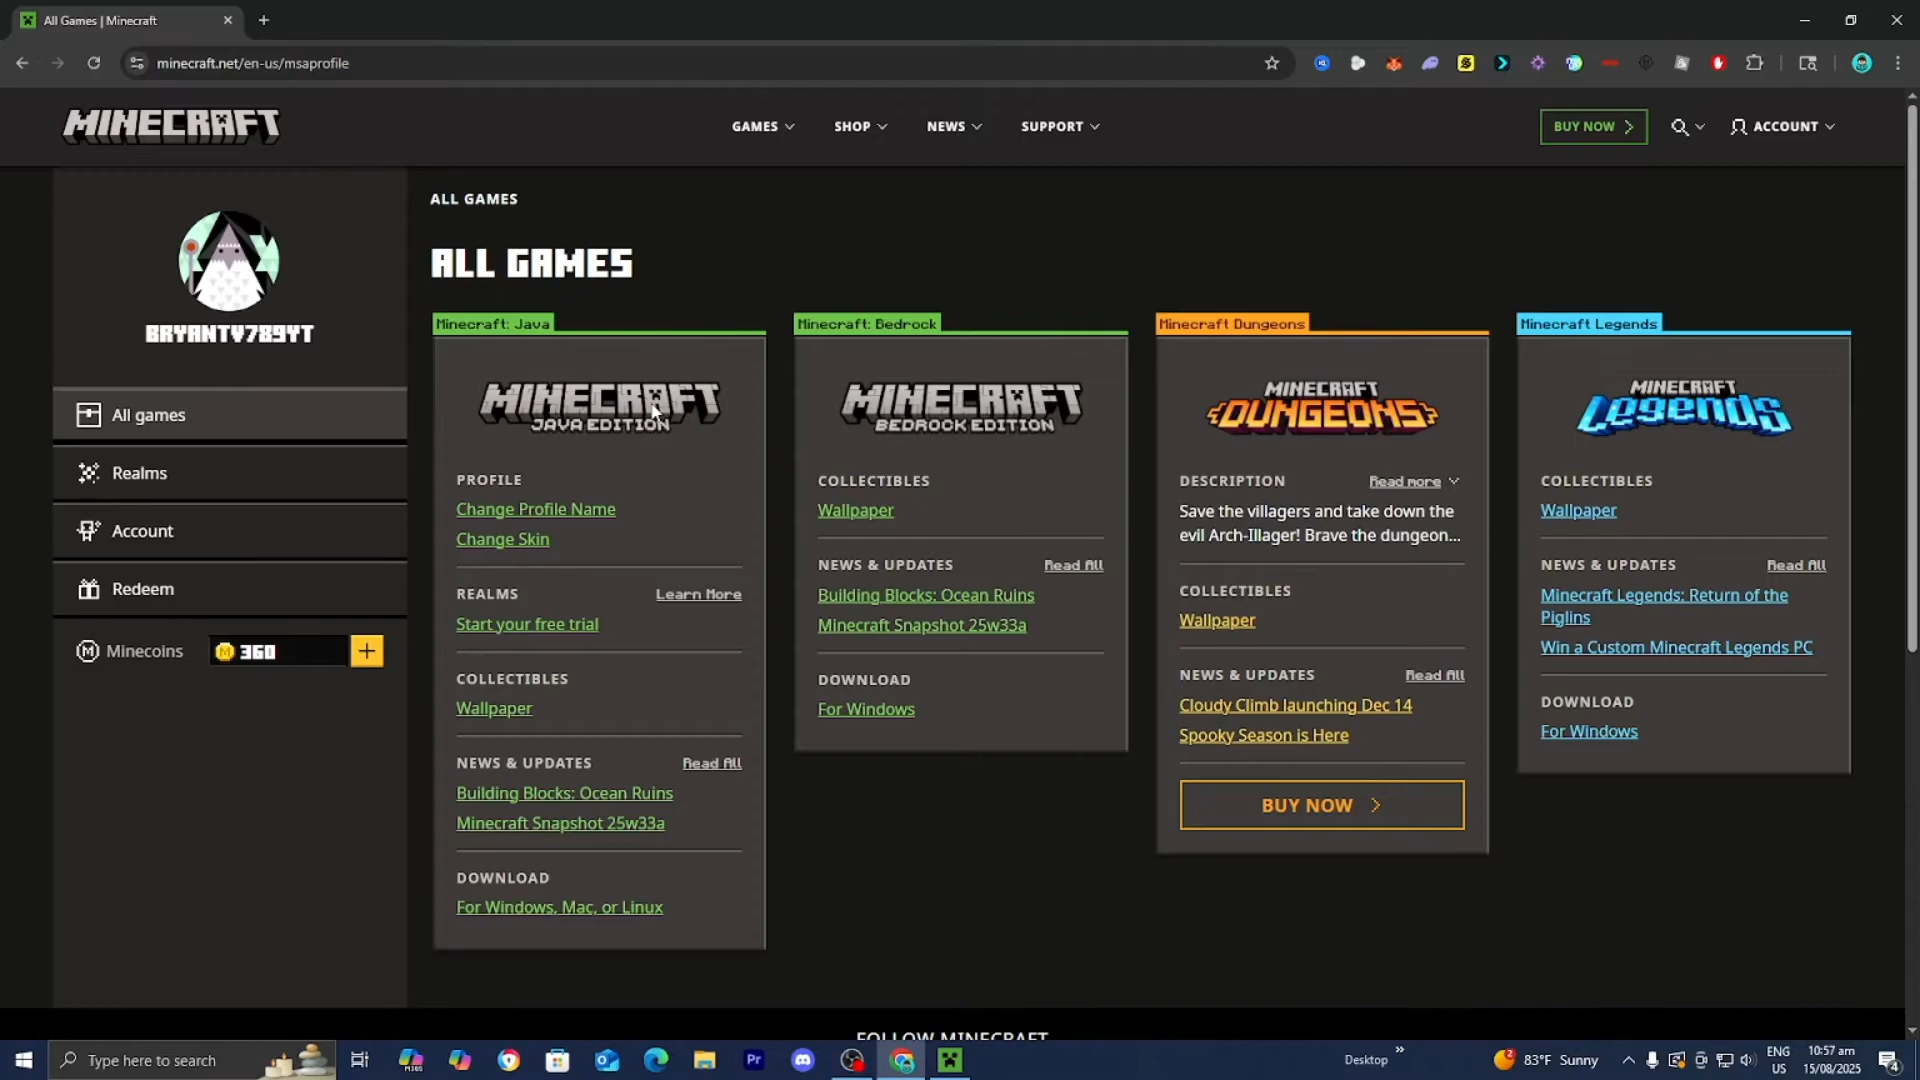 All Games | Minecraft
minecraft.net/en-us/msaprofile
MINECRAFT
GAMES
SHOP
NEWS
SUPPORT
BUY NOW
ACCOUNT
BRYANTV789YT
All games
Realms
Account
Redeem
Minecoins
360
ALL GAMES
ALL GAMES
Minecraft: Java
MINECRAFT
JAVA EDITION
PROFILE
Change Profile Name
Change Skin
REALMS Learn More
Start your free trial
COLLECTIBLES
Wallpaper
NEWS & UPDATES Read All
Building Blocks: Ocean Ruins
Minecraft Snapshot 25w33a
DOWNLOAD
For Windows, Mac, or Linux
Minecraft: Bedrock
MINECRAFT
BEDROCK EDITION
COLLECTIBLES
Wallpaper
NEWS & UPDATES Read All
Building Blocks: Ocean Ruins
Minecraft Snapshot 25w33a
DOWNLOAD
For Windows
Minecraft Dungeons
MINECRAFT
DUNGEONS
DESCRIPTION Read more
Save the villagers and take down the
evil Arch-Illager! Brave the dungeon...
COLLECTIBLES
Wallpaper
NEWS & UPDATES Read All
Cloudy Climb launching Dec 14
Spooky Season is Here
BUY NOW
Minecraft Legends
MINECRAFT
Legends
COLLECTIBLES
Wallpaper
NEWS & UPDATES Read All
Minecraft Legends: Return of the
Piglins
Win a Custom Minecraft Legends PC
DOWNLOAD
For Windows
FOLLOW MINECRAFT
Type here to search
M365
Pr
Desktop
2
83°F Sunny
ENG
US
10:57 am
15/08/2025
4